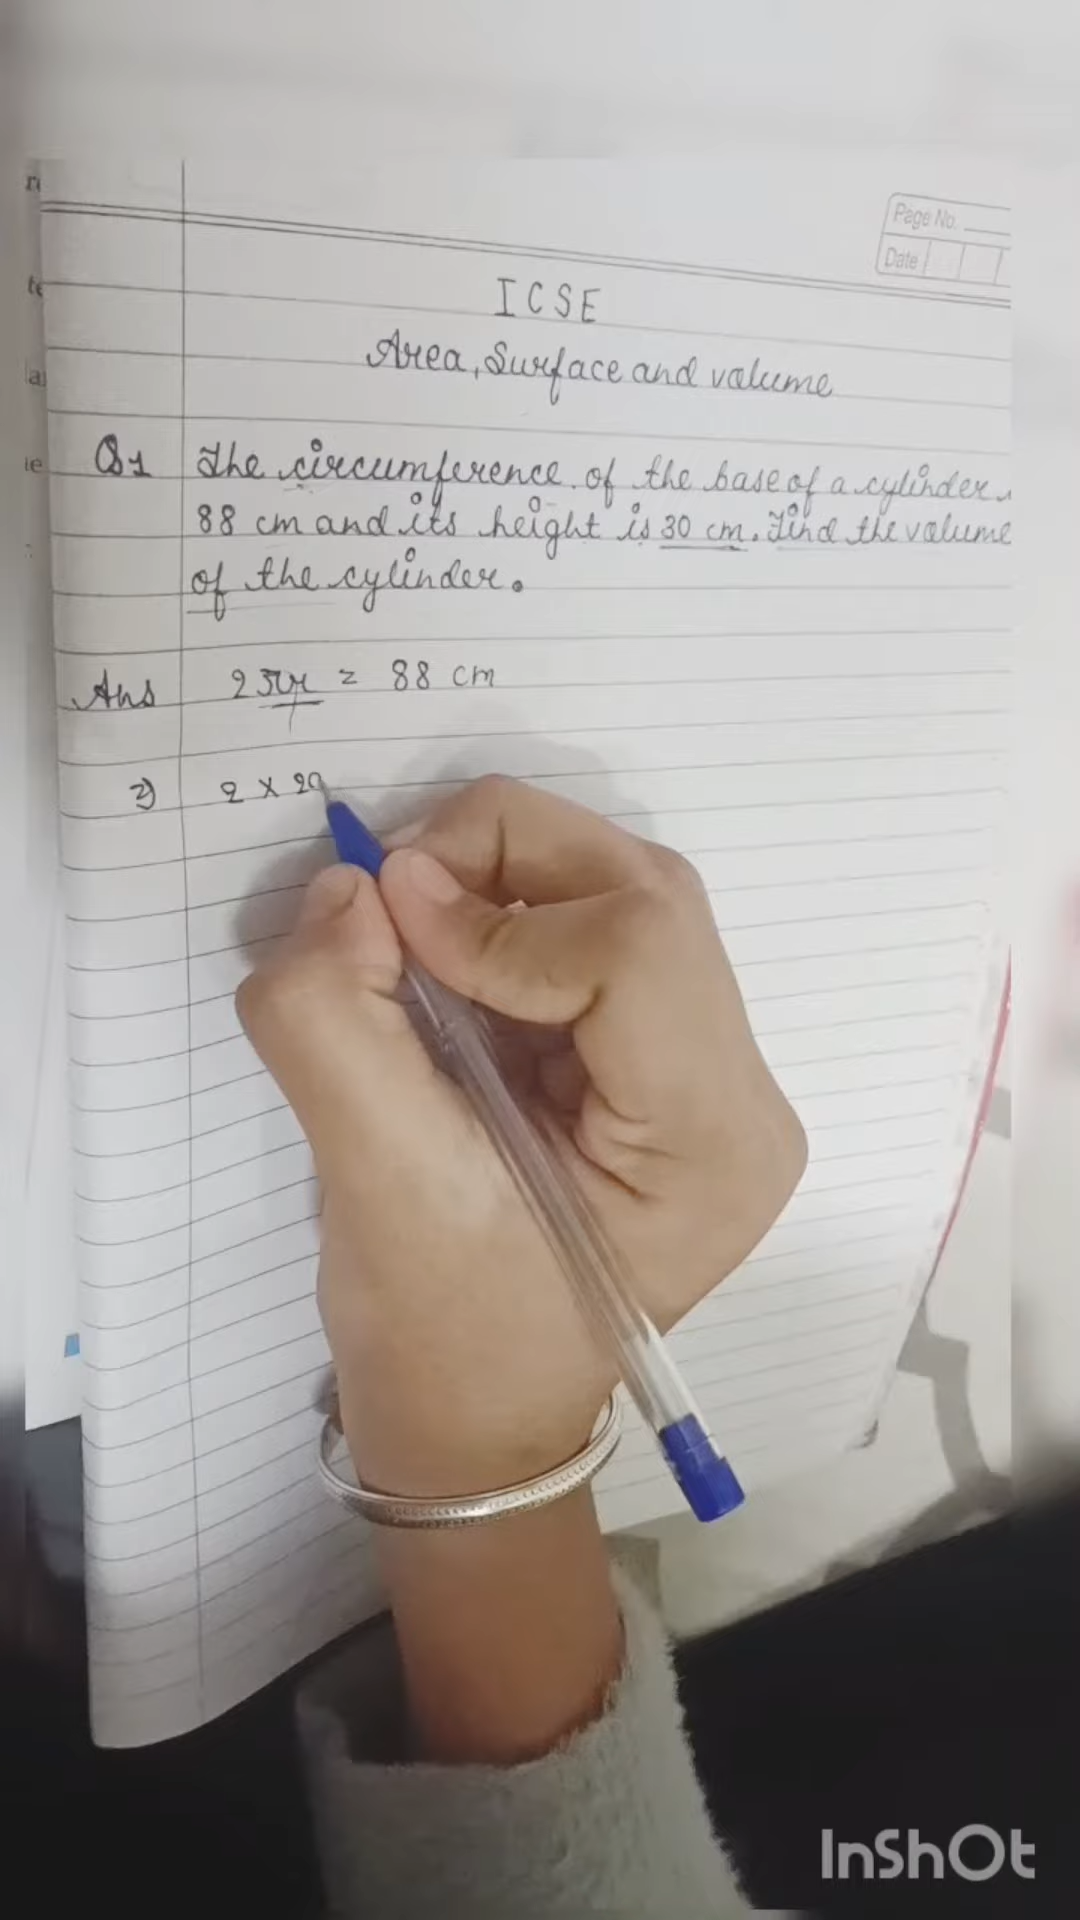 Page No.
Date
ICSE
Area, Surface and volume
Q1 The circumference of the base of a cylinder
88 cm and its height is 30 cm. Find the volume
of the cylinder.
Ans 2πr = 88 cm
⇒ 2 × 2
InShOt